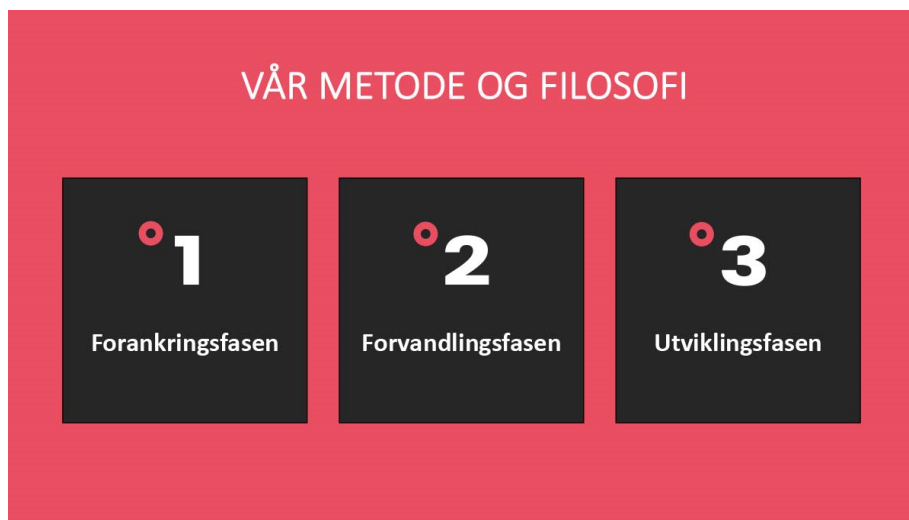 VÅR METODE OG FILOSOFI
1
Forankringsfasen
2
Forvandlingsfasen
3
Utviklingsfasen